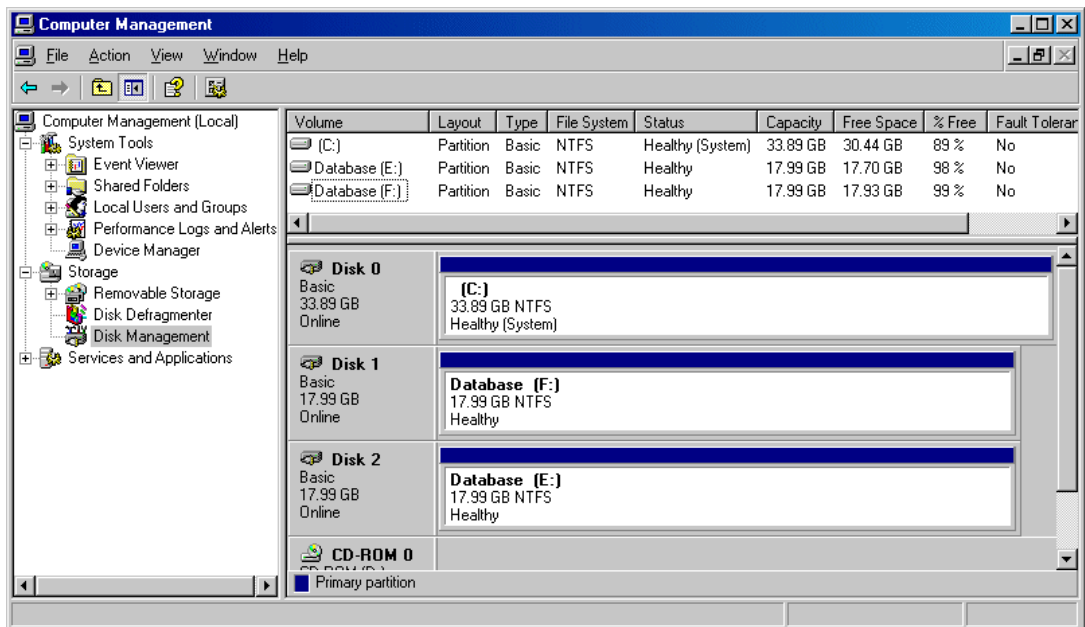 Computer Management
File Action View Window Help
Computer Management (Local)
System Tools
Event Viewer
Shared Folders
Local Users and Groups
Performance Logs and Alerts
Device Manager
Storage
Removable Storage
Disk Defragmenter
Disk Management
Services and Applications
Volume Layout Type File System Status Capacity Free Space % Free Fault Toleran
(C:) Partition Basic NTFS Healthy (System) 33.89 GB 30.44 GB 89 % No
Database (E:) Partition Basic NTFS Healthy 17.99 GB 17.70 GB 98 % No
Database (F:) Partition Basic NTFS Healthy 17.99 GB 17.93 GB 99 % No
Disk 0
Basic
33.89 GB
Online
(C:)
33.89 GB NTFS
Healthy (System)
Disk 1
Basic
17.99 GB
Online
Database (F:)
17.99 GB NTFS
Healthy
Disk 2
Basic
17.99 GB
Online
Database (E:)
17.99 GB NTFS
Healthy
CD-ROM 0
Primary partition